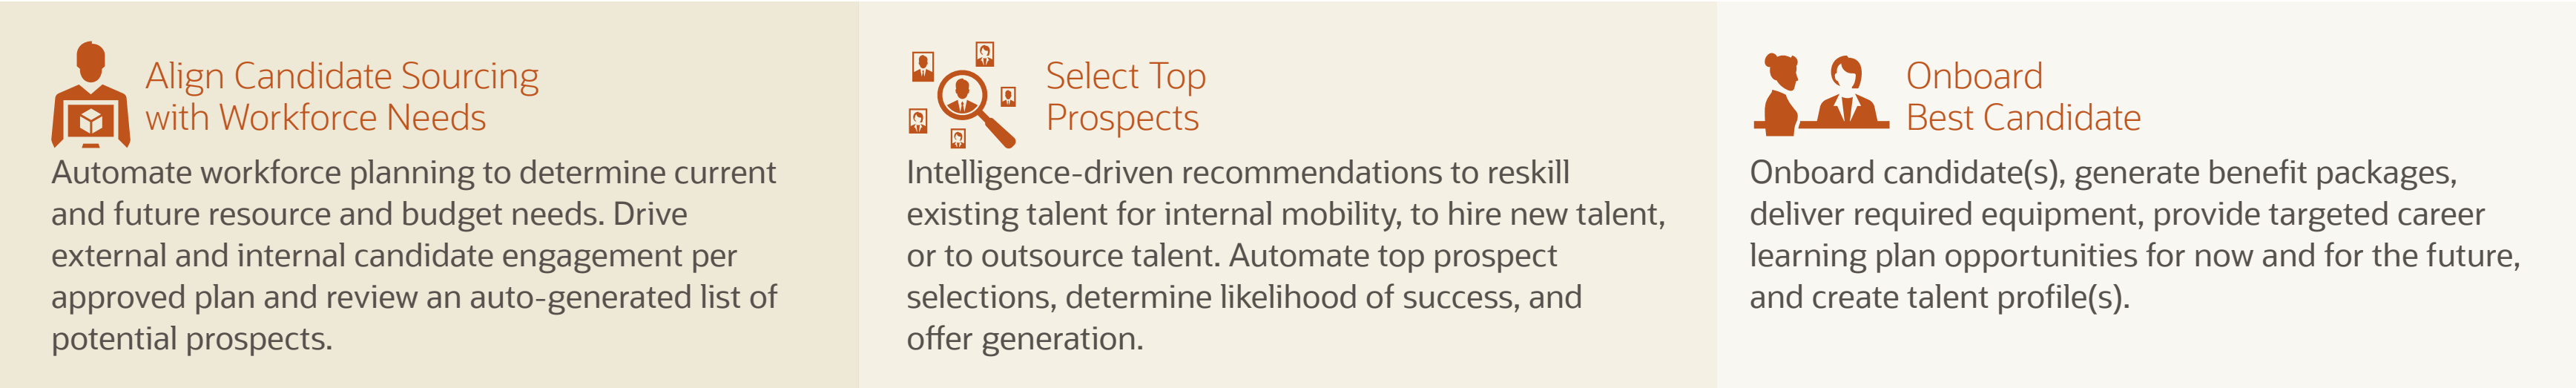 Align Candidate Sourcing
with Workforce Needs
Automate workforce planning to determine current
and future resource and budget needs. Drive
external and internal candidate engagement per
approved plan and review an auto-generated list of
potential prospects.
Select Top
Prospects
Intelligence-driven recommendations to reskill
existing talent for internal mobility, to hire new talent,
or to outsource talent. Automate top prospect
selections, determine likelihood of success, and
offer generation.
Onboard
Best Candidate
Onboard candidate(s), generate benefit packages,
deliver required equipment, provide targeted career
learning plan opportunities for now and for the future,
and create talent profile(s).